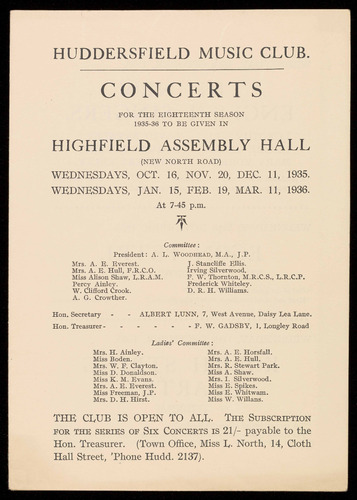 HUDDERSFIELD MUSIC CLUB.
CONCERTS
FOR THE EIGHTEENTH SEASON
1935-36 TO BE GIVEN IN
HIGHFIELD ASSEMBLY HALL
(NEW NORTH ROAD)
WEDNESDAYS, OCT. 16, NOV. 20, DEC. 11, 1935.
WEDNESDAYS, JAN. 15, FEB. 19, MAR. 11, 1936.
At 7-45 p.m.
Committee:
President: A. L. WOODHEAD, M.A., J.P.
Mrs. A. E. Everest.
Mrs. A. E. Hull, F.R.C.O.
Miss Alison Shaw, L.R.A.M.
Percy Ainley.
W. Clifford Crook.
A. G. Crowther.
J. Stancliffe Ellis.
Irving Silverwood,
F. W. Thornton, M.R.C.S., L.R.C.P.
Frederick Whiteley.
D. R. H. Williams.
Hon. Secretary - - ALBERT LUNN, 7, West Avenue, Daisy Lea Lane.
Hon. Treasurer - - - P. W. GADSBY, 1, Longley Road
Ladies' Committee:
Mrs. H. Ainley.
Miss Boden.
Mrs. W. F. Clayton.
Miss D. Donaldson.
Miss K. M. Evans.
Mrs. A. E. Everest.
Miss Freeman, J.P.
Mrs. D. H. Hirst.
Mrs. A. E. Horsfall.
Mrs. A. E. Hull.
Mrs. R. Stewart Park.
Miss A. Shaw.
Mrs. I. Silverwood.
Miss E. Spikes.
Miss E. Whitwam.
Miss W. Willans.
THE CLUB IS OPEN TO ALL. THE SUBSCRIPTION
FOR THE SERIES OF SIX CONCERTS IS 21/- payable to the
Hon. Treasurer. (Town Office, Miss L. North, 14, Cloth
Hall Street, 'Phone Hudd. 2137).